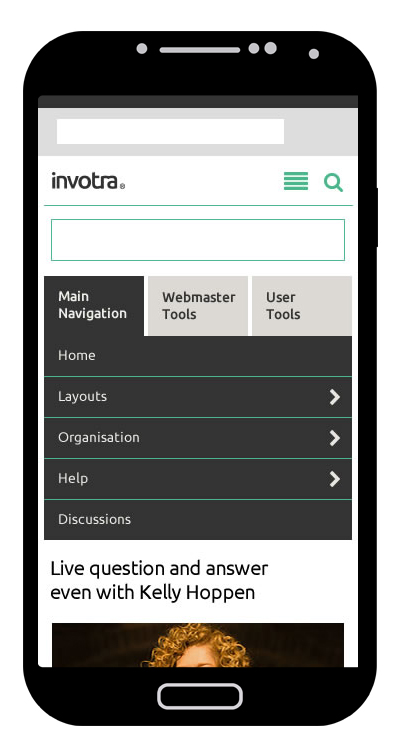 invotra®
Main
Navigation
Webmaster
Tools
User
Tools
Home
Layouts
Organisation
Help
Discussions
Live question and answer
even with Kelly Hoppen